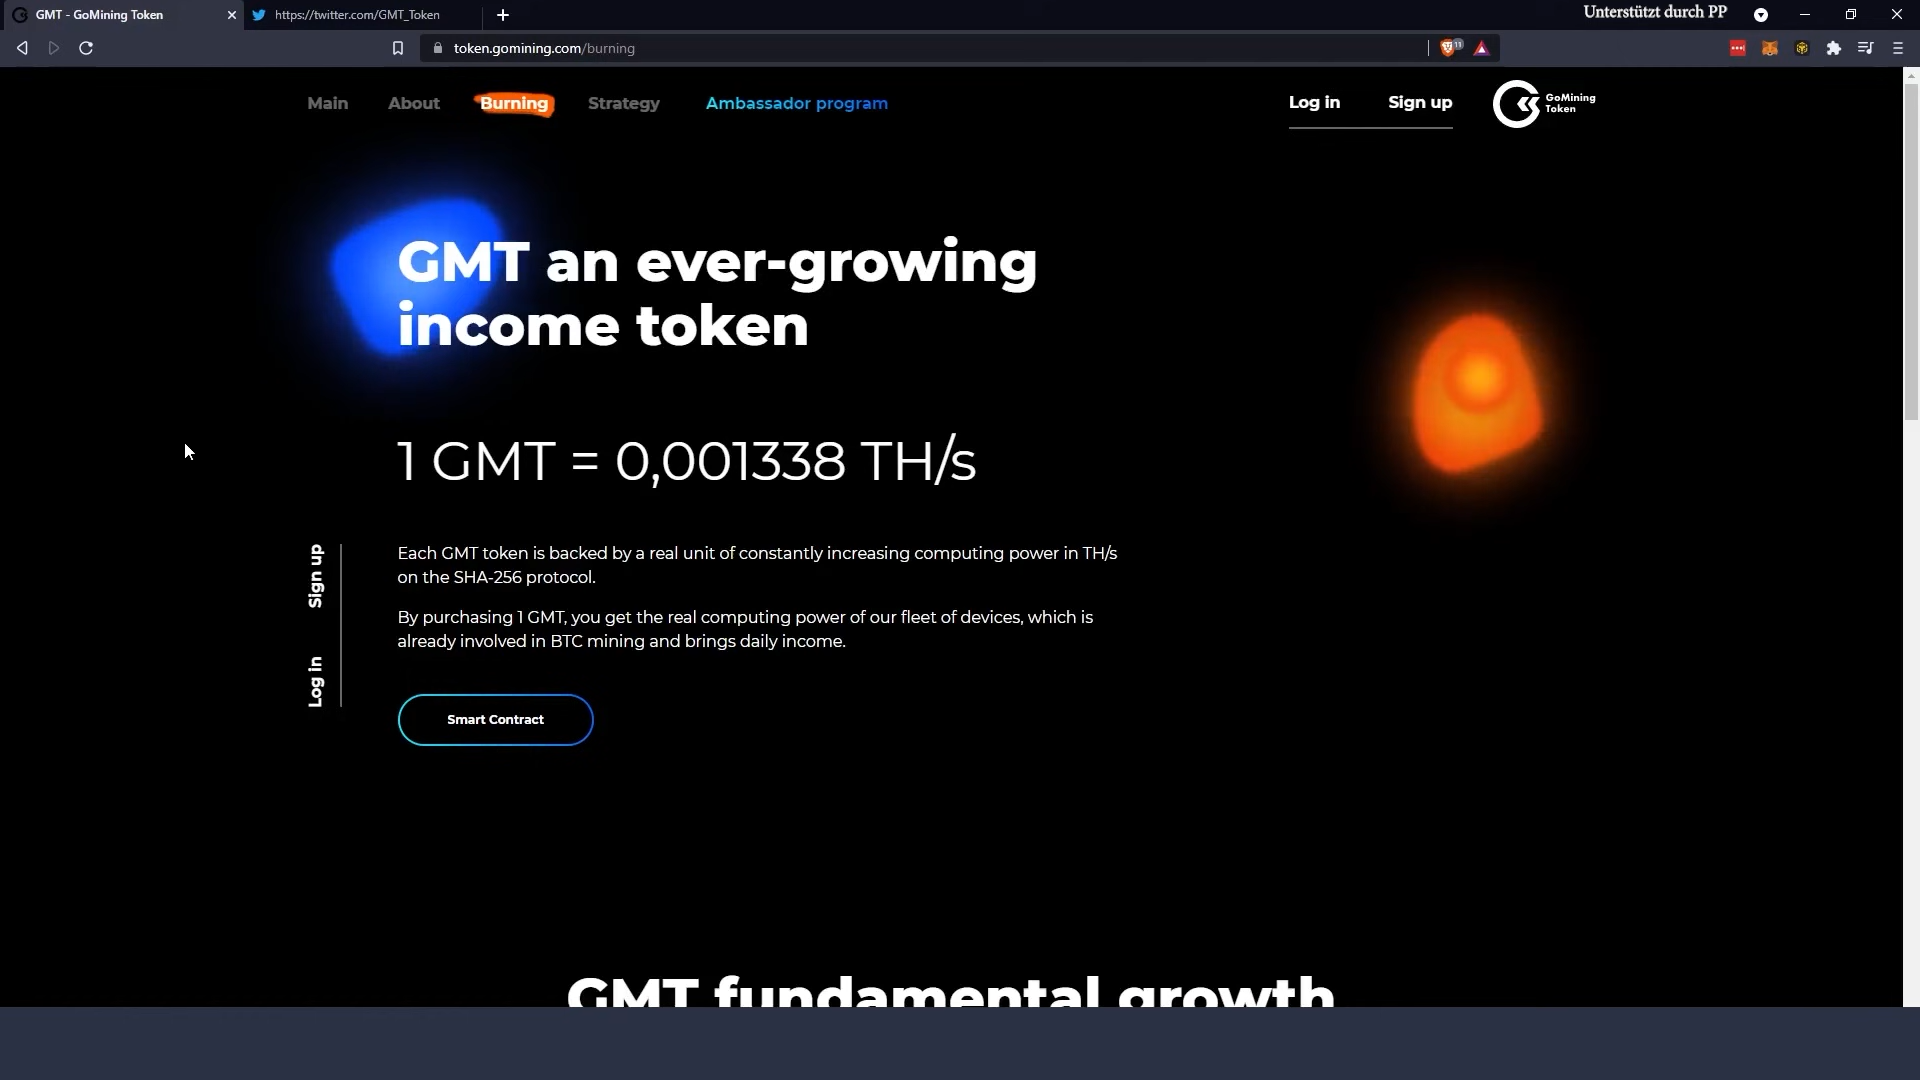 GMT - GoMining Token
https://twitter.com/GMT_Token
Unterstützt durch PP
token.gomining.com/burning
11
Main
About
Burning
Strategy
Ambassador program
Log in
Sign up
GoMining
Token
GMT an ever-growing
income token
1 GMT = 0,001338 TH/s
Sign up
Log in
Each GMT token is backed by a real unit of constantly increasing computing power in TH/s
on the SHA-256 protocol.
By purchasing 1 GMT, you get the real computing power of our fleet of devices, which is
already involved in BTC mining and brings daily income.
Smart Contract
GMT fundamental growth